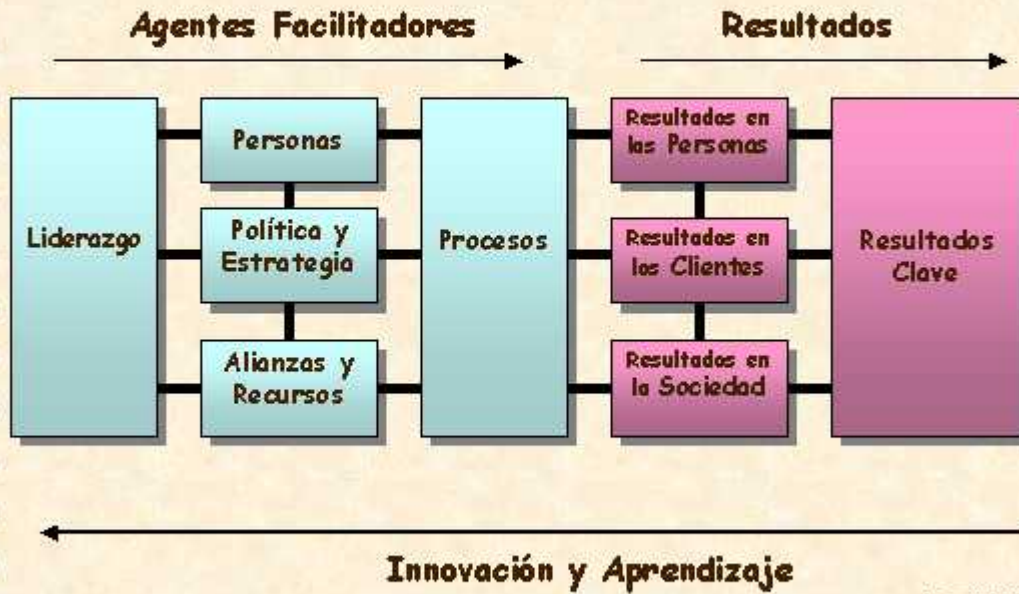 Agentes Facilitadores
Resultados
Liderazgo
Personas
Política y
Estrategia
Alianzas y
Recursos
Procesos
Resultados en
las Personas
Resultados en
los Clientes
Resultados en
la Sociedad
Resultados
Clave
Innovación y Aprendizaje